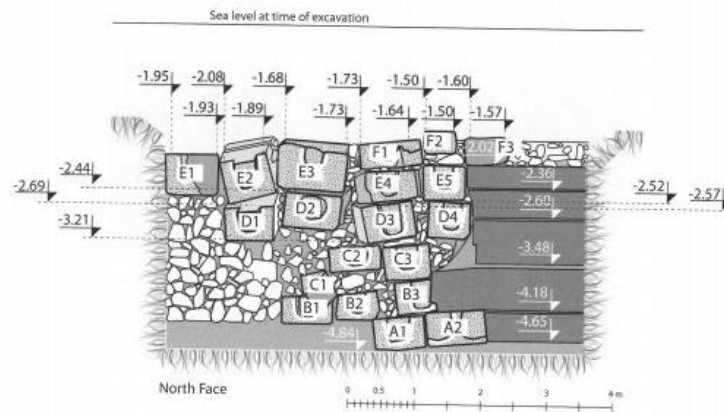 Sea level at time of excavation
-1.95 -2.08 -1.68 -1.73 -1.50 -1.60
-1.93 -1.89 -1.73 -1.64 -1.50 -1.57
F1 F2 -2.02 F3
-2.44 E1 E2 E3 E4 E5 -2.36
-2.69 -2.60 -2.52 -2.57
-3.21 D1 D2 D3 D4
C2 C3 -3.48
C1
B1 B2 B3 -4.18
-4.84 A1 A2 -4.65
North Face
0 0.5 1 2 3 4 m